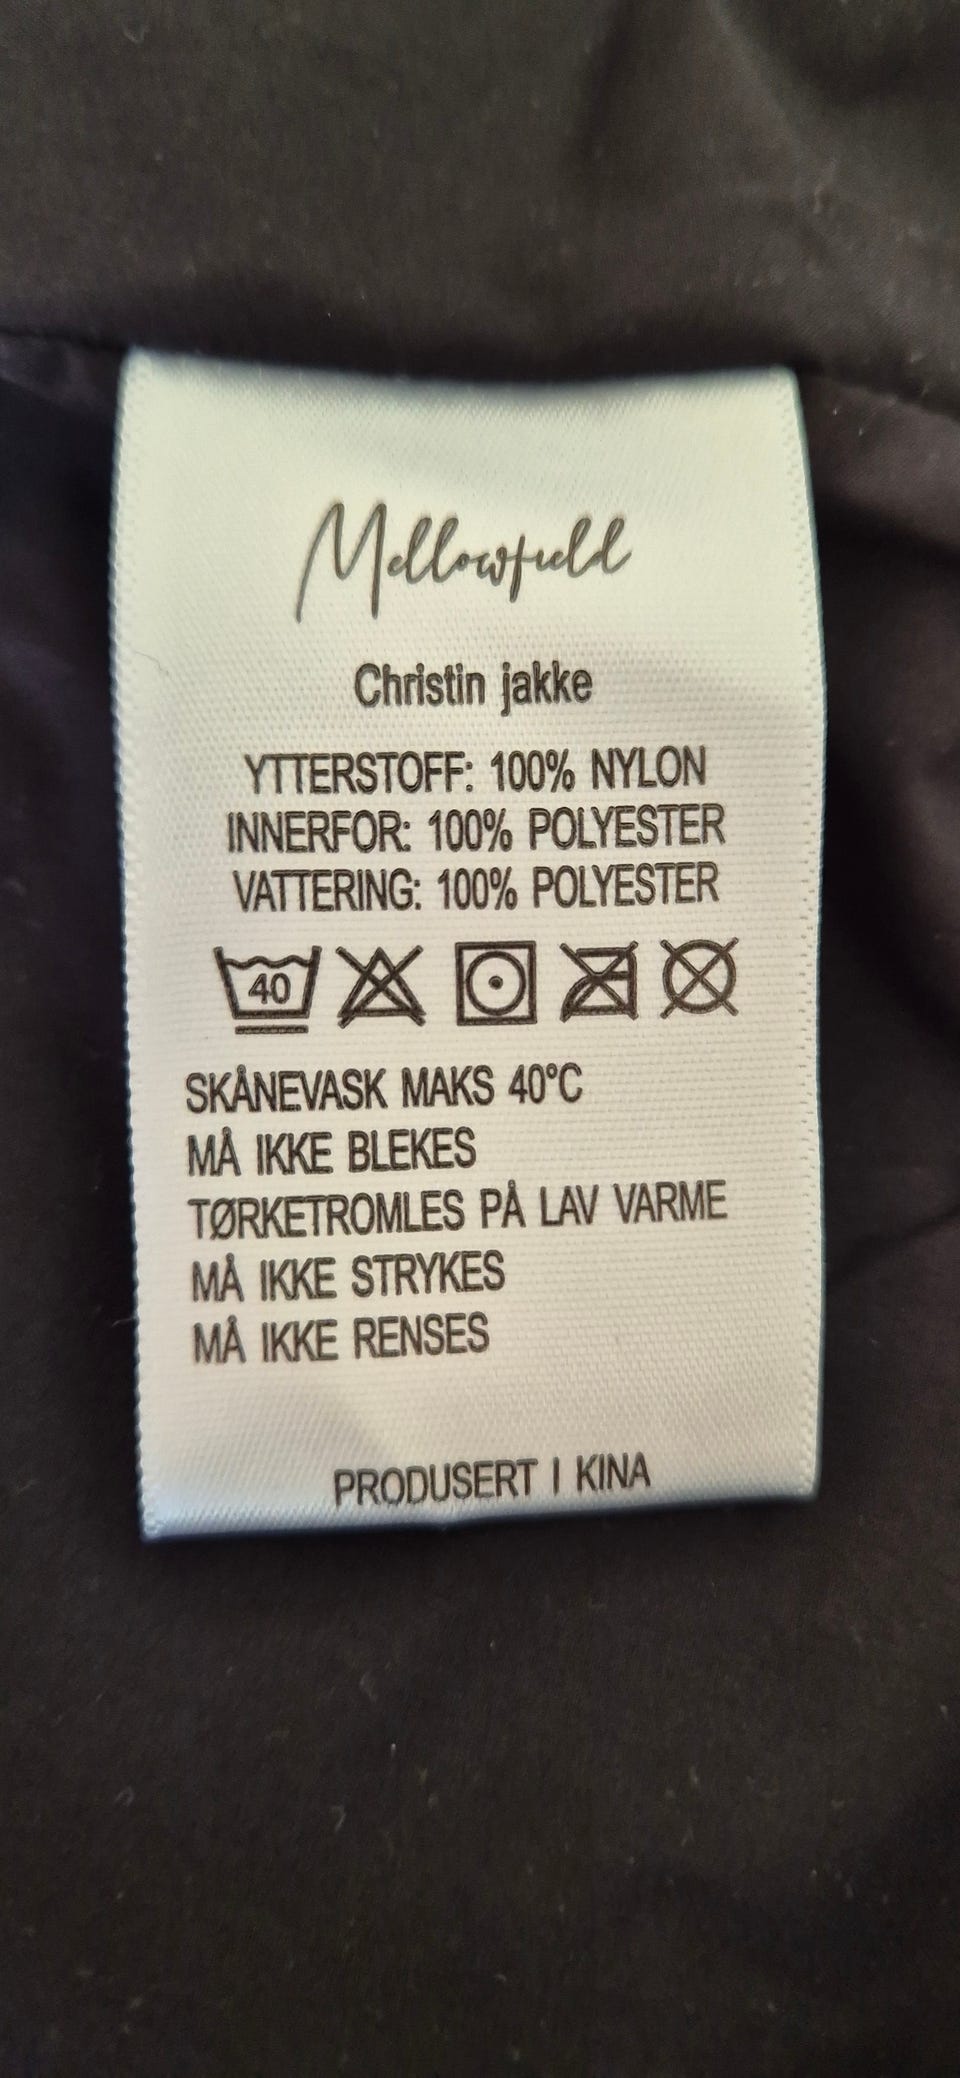 Mellowfield
Christin jakke
YTTERSTOFF: 100% NYLON
INNERFOR: 100% POLYESTER
VATTERING: 100% POLYESTER
40
SKÅNEVASK MAKS 40°C
MÅ IKKE BLEKES
TØRKETROMLES PÅ LAV VARME
MÅ IKKE STRYKES
MÅ IKKE RENSES
PRODUSERT I KINA